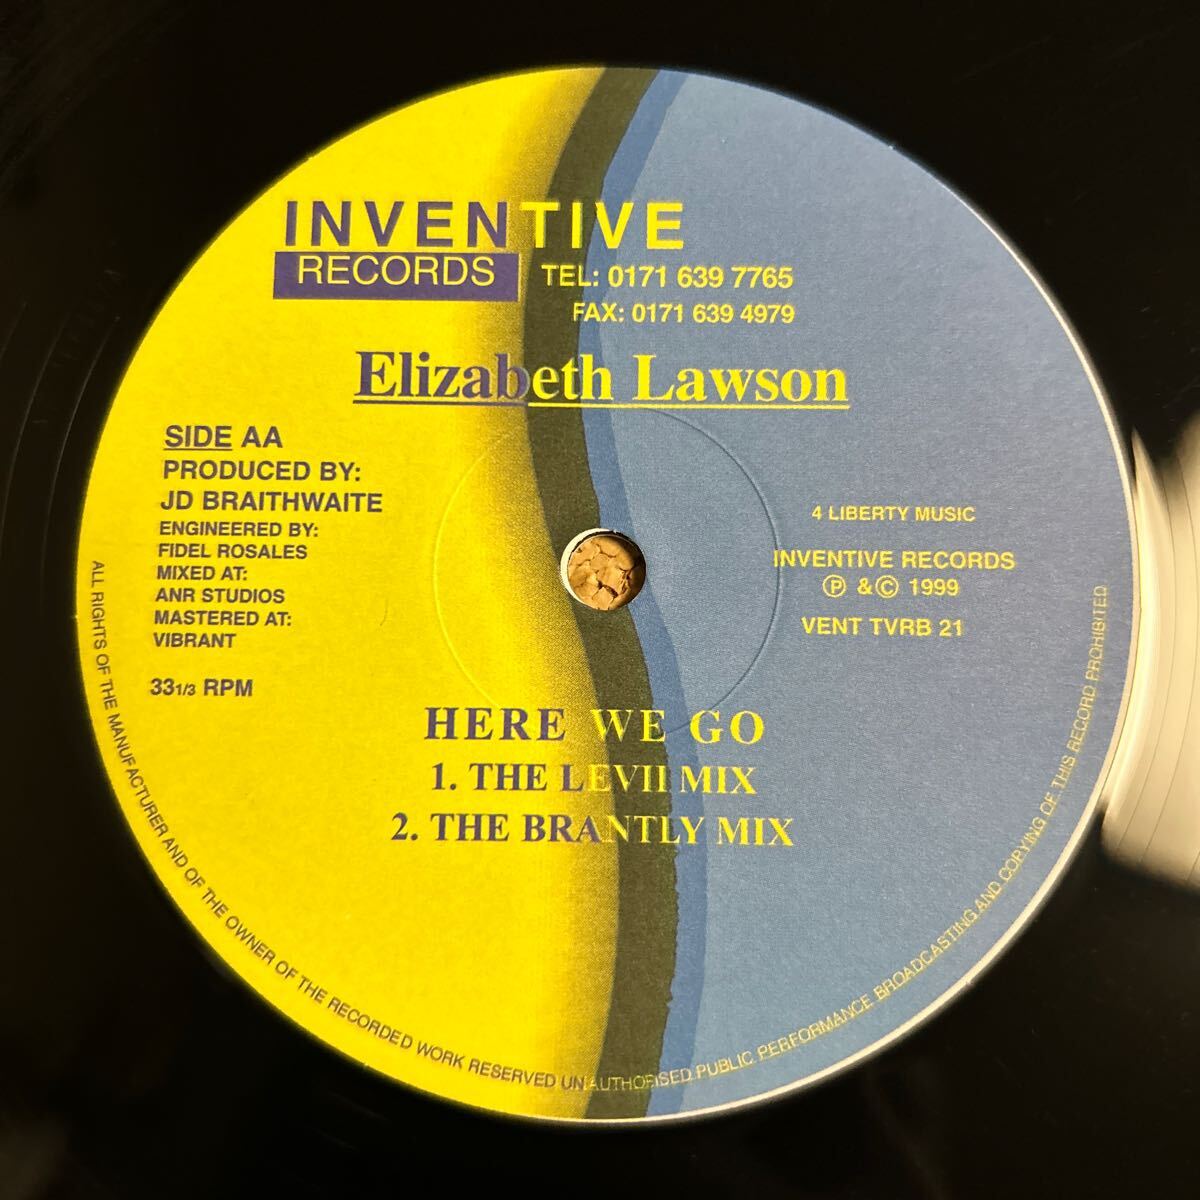 INVENTIVE
RECORDS
TEL: 0171 639 7765
FAX: 0171 639 4979
Elizabeth Lawson
SIDE AA
PRODUCED BY:
JD BRAITHWAITE
ENGINEERED BY:
FIDEL ROSALES
MIXED AT:
ANR STUDIOS
MASTERED AT:
VIBRANT
33 1/3 RPM
4 LIBERTY MUSIC
INVENTIVE RECORDS
℗ & © 1999
VENT TVRB 21
HERE WE GO
1. THE LEVII MIX
2. THE BRANTLY MIX
ALL RIGHTS OF THE MANUFACTURER AND OF THE OWNER OF THE RECORDED WORK RESERVED UNAUTHORISED PUBLIC PERFORMANCE BROADCASTING AND COPYING OF THIS RECORD PROHIBITED